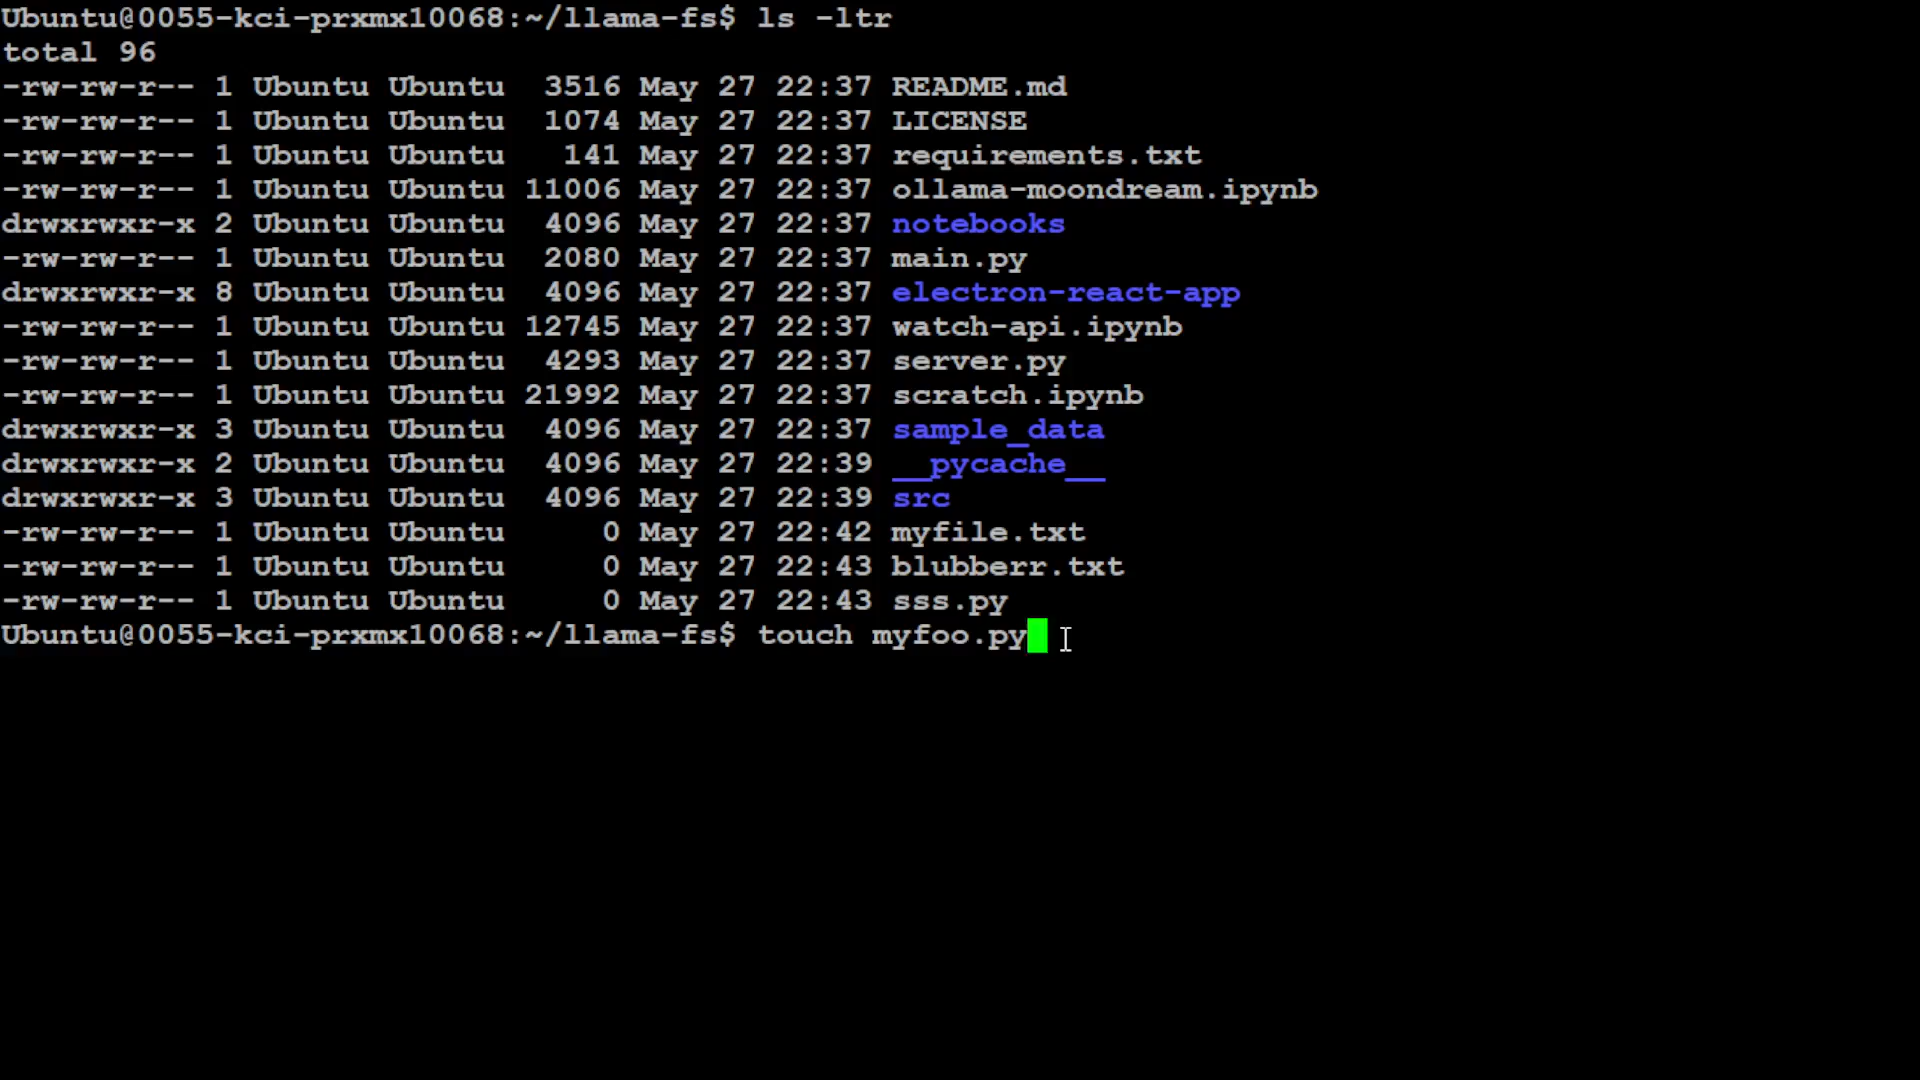 Ubuntu@0055-kci-prxmx10068:~/llama-fs$ ls -ltr
total 96
-rw-rw-r-- 1 Ubuntu Ubuntu  3516 May 27 22:37 README.md
-rw-rw-r-- 1 Ubuntu Ubuntu  1074 May 27 22:37 LICENSE
-rw-rw-r-- 1 Ubuntu Ubuntu   141 May 27 22:37 requirements.txt
-rw-rw-r-- 1 Ubuntu Ubuntu 11006 May 27 22:37 ollama-moondream.ipynb
drwxrwxr-x 2 Ubuntu Ubuntu  4096 May 27 22:37 notebooks
-rw-rw-r-- 1 Ubuntu Ubuntu  2080 May 27 22:37 main.py
drwxrwxr-x 8 Ubuntu Ubuntu  4096 May 27 22:37 electron-react-app
-rw-rw-r-- 1 Ubuntu Ubuntu 12745 May 27 22:37 watch-api.ipynb
-rw-rw-r-- 1 Ubuntu Ubuntu  4293 May 27 22:37 server.py
-rw-rw-r-- 1 Ubuntu Ubuntu 21992 May 27 22:37 scratch.ipynb
drwxrwxr-x 3 Ubuntu Ubuntu  4096 May 27 22:37 sample_data
drwxrwxr-x 2 Ubuntu Ubuntu  4096 May 27 22:39 __pycache__
drwxrwxr-x 3 Ubuntu Ubuntu  4096 May 27 22:39 src
-rw-rw-r-- 1 Ubuntu Ubuntu     0 May 27 22:42 myfile.txt
-rw-rw-r-- 1 Ubuntu Ubuntu     0 May 27 22:43 blubberr.txt
-rw-rw-r-- 1 Ubuntu Ubuntu     0 May 27 22:43 sss.py
Ubuntu@0055-kci-prxmx10068:~/llama-fs$ touch myfoo.py